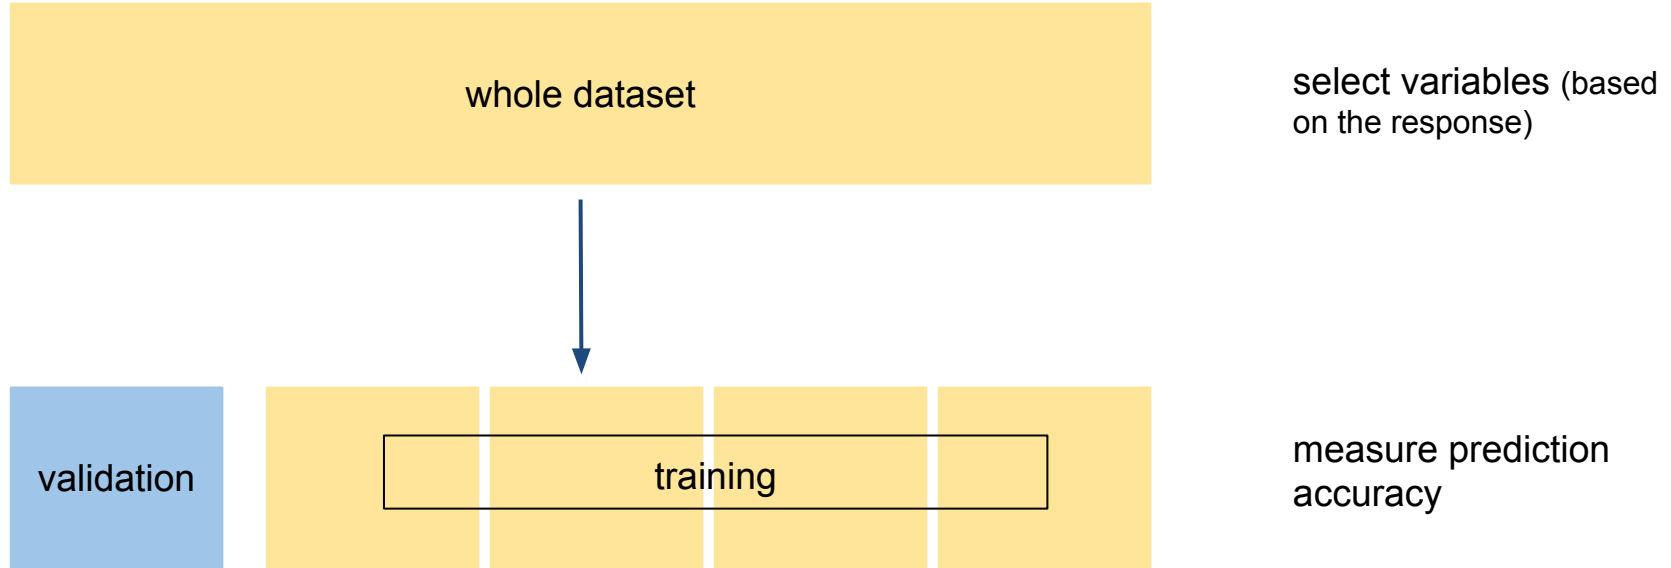 whole dataset
select variables (based
on the response)
validation
training
measure prediction
accuracy